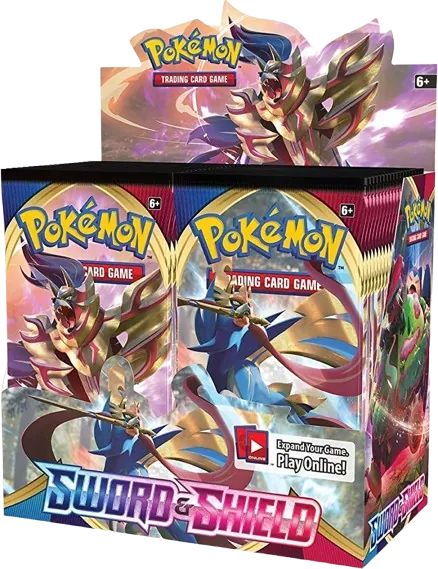 POKéMON
TRADING CARD GAME
6+
6+
POKéMON
CARD GAME
6+
POKéMON
TRADING CARD GAME
Expand Your Game.
Play Online!
ONLINE
SWORD & SHIELD